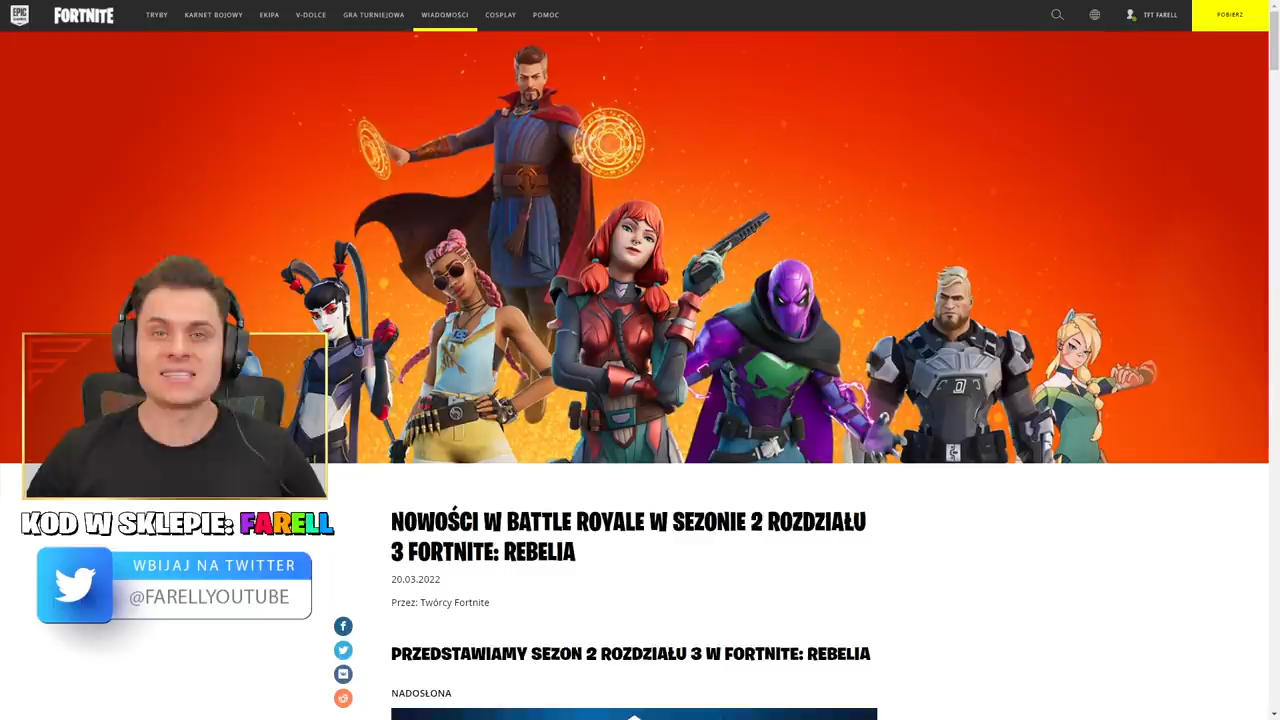 EPIC GAMES
FORTNITE
TRYBY KARNET BOJOWY EKIPA V-DOLCE GRA TURNIEJOWA WIADOMOŚCI COSPLAY POMOC
TFT FARELL
POBIERZ
KOD W SKLEPIE: FARELL
WBIJAJ NA TWITTER
@FARELLYOUTUBE
NOWOŚCI W BATTLE ROYALE W SEZONIE 2 ROZDZIAŁU
3 FORTNITE: REBELIA
20.03.2022
Przez: Twórcy Fortnite
PRZEDSTAWIAMY SEZON 2 ROZDZIAŁU 3 W FORTNITE: REBELIA
NADOSŁONA